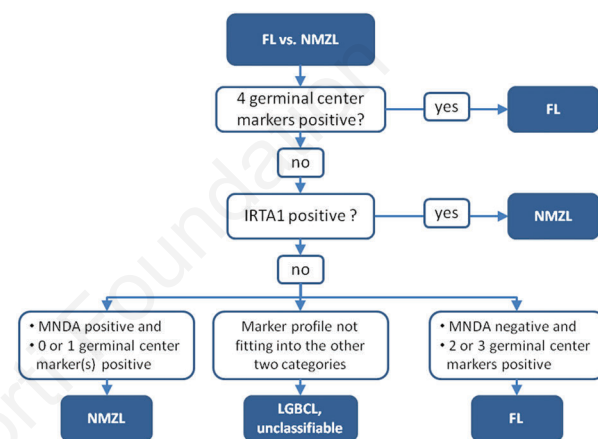 FL vs. NMZL
4 germinal center
markers positive?
yes
FL
no
IRTA1 positive ?
yes
NMZL
no
• MNDA positive and
• 0 or 1 germinal center
marker(s) positive
Marker profile not
fitting into the other
two categories
• MNDA negative and
• 2 or 3 germinal center
markers positive
NMZL
LGBCL,
unclassifiable
FL
Foundation